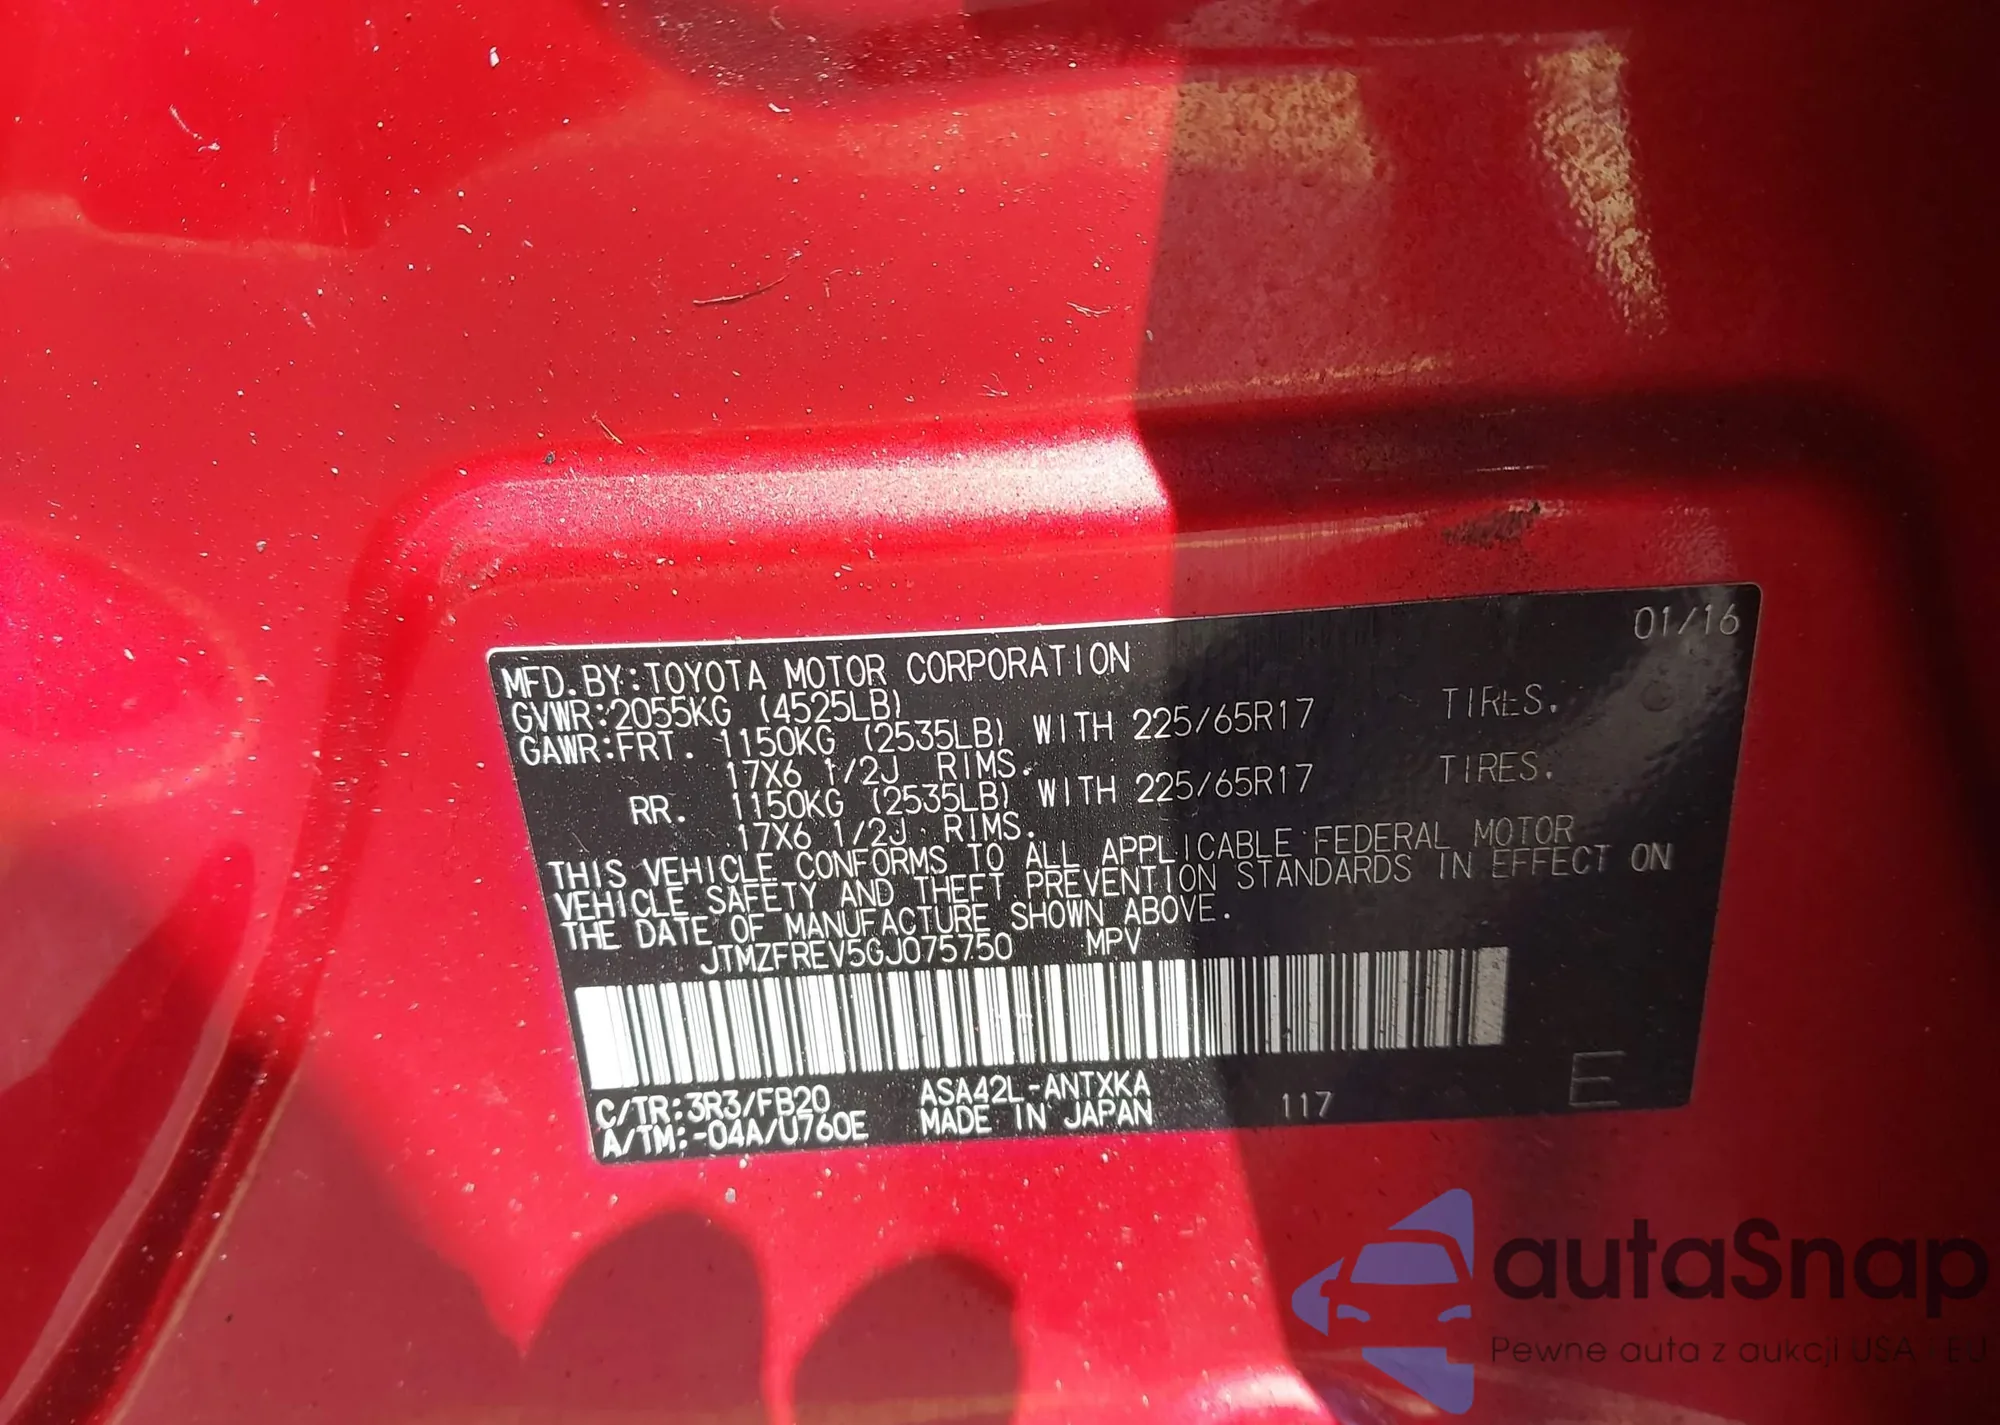 01/16
MFD.BY:TOYOTA MOTOR CORPORATION
GVWR:2055KG (4525LB)
GAWR:FRT. 1150KG (2535LB) WITH 225/65R17 TIRES.
17X6 1/2J RIMS.
RR. 1150KG (2535LB) WITH 225/65R17 TIRES.
17X6 1/2J RIMS.
THIS VEHICLE CONFORMS TO ALL APPLICABLE FEDERAL MOTOR
VEHICLE SAFETY AND THEFT PREVENTION STANDARDS IN EFFECT ON
THE DATE OF MANUFACTURE SHOWN ABOVE.
JTMZFREV5GJ075750 MPV
C/TR:3R3/FB20 ASA42L-ANTXKA
A/TM:-04A/U760E MADE IN JAPAN 117 E
autaSnap
Pewne auta z aukcji USA - EU